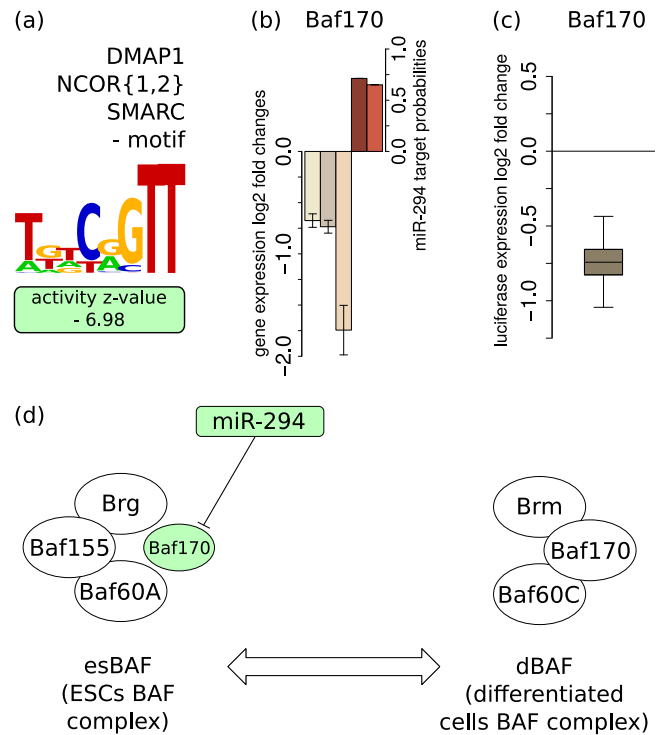 (a)
DMAP1
NCOR{1,2}
SMARC
- motif
TGTCGGTT
ATATAC
activity z-value
- 6.98
(b)
Baf170
gene expression log2 fold changes
0.0
-1.0
-2.0
1.0
0.5
0.0
miR-294 target probabilities
(c)
Baf170
luciferase expression log2 fold change
0.5
0.0
-0.5
-1.0
(d)
miR-294
Brg
Baf155
Baf170
Baf60A
esBAF
(ESCs BAF
complex)
Brm
Baf170
Baf60C
dBAF
(differentiated
cells BAF complex)